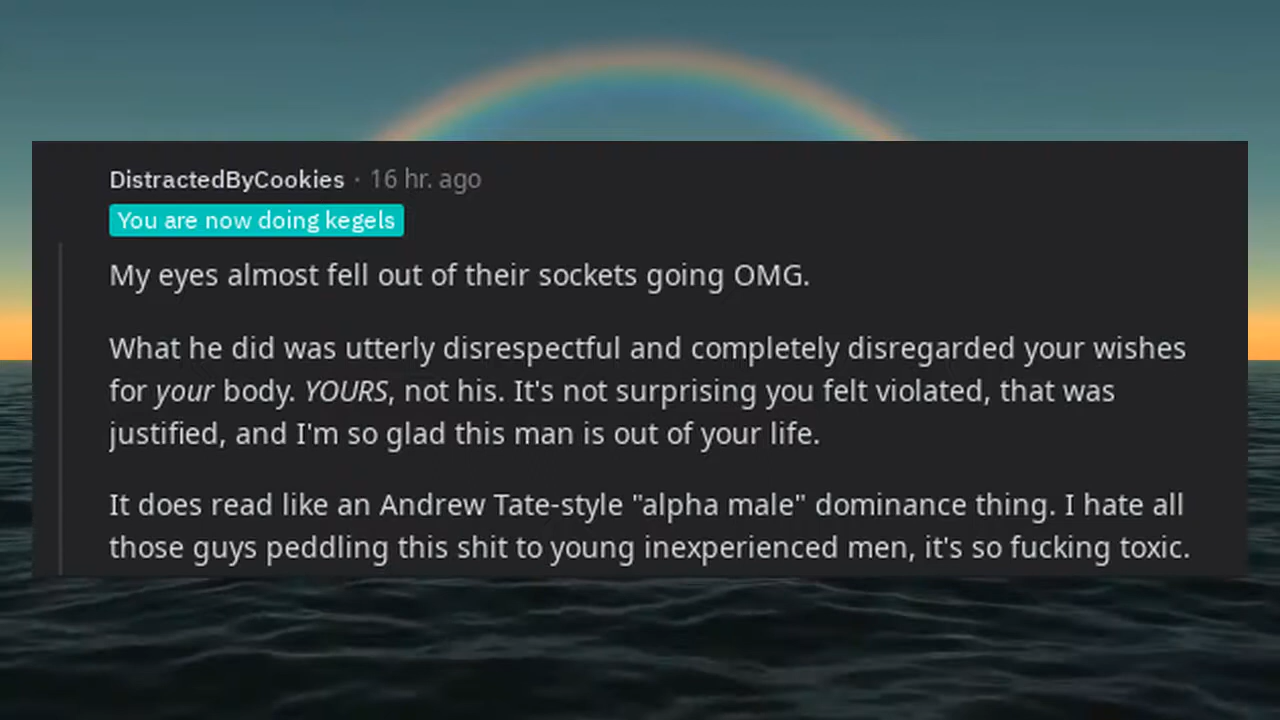 DistractedByCookies · 16 hr. ago
You are now doing kegels
My eyes almost fell out of their sockets going OMG.
What he did was utterly disrespectful and completely disregarded your wishes
for your body. YOURS, not his. It's not surprising you felt violated, that was
justified, and I'm so glad this man is out of your life.
It does read like an Andrew Tate-style "alpha male" dominance thing. I hate all
those guys peddling this shit to young inexperienced men, it's so fucking toxic.